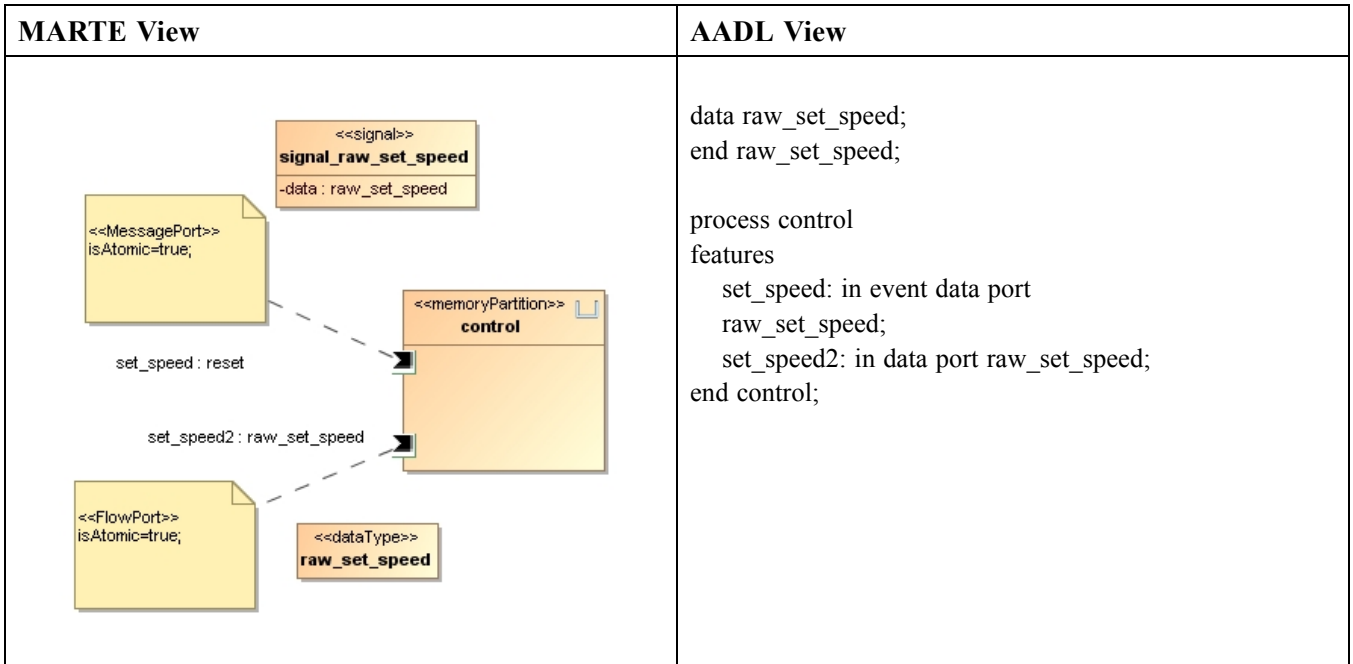 MARTE View
AADL View
<<signal>>
signal_raw_set_speed
-data : raw_set_speed
<<MessagePort>>
isAtomic=true;
<<memoryPartition>>
control
set_speed : reset
set_speed2 : raw_set_speed
<<FlowPort>>
isAtomic=true;
<<dataType>>
raw_set_speed
data raw_set_speed;
end raw_set_speed;
process control
features
set_speed: in event data port
raw_set_speed;
set_speed2: in data port raw_set_speed;
end control;